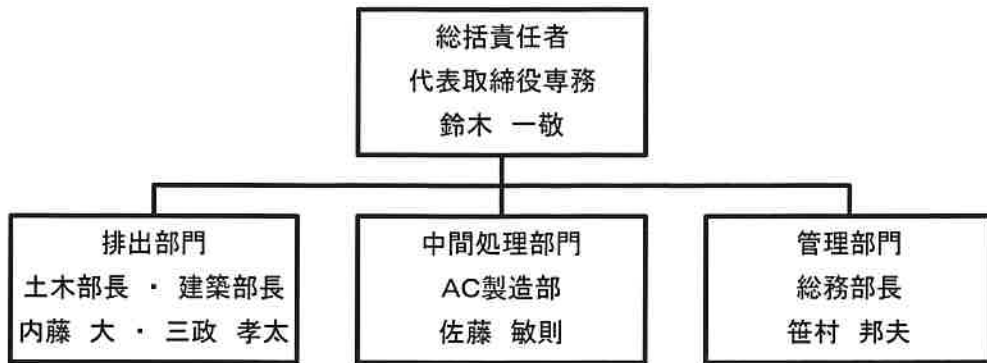 総括責任者
代表取締役専務
鈴木 一敬
排出部門
土木部長 ・ 建築部長
内藤 大 ・ 三政 孝太
中間処理部門
AC製造部
佐藤 敏則
管理部門
総務部長
笹村 邦夫